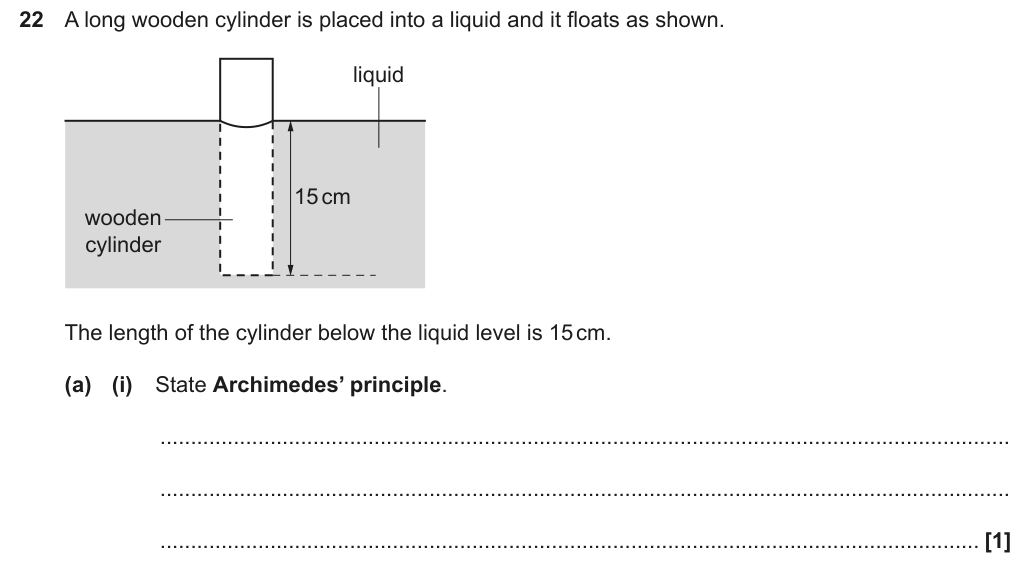 22 A long wooden cylinder is placed into a liquid and it floats as shown.
liquid
15 cm
wooden
cylinder
The length of the cylinder below the liquid level is 15 cm.
(a) (i) State Archimedes’ principle.
..........................................................................................................................................
..........................................................................................................................................
..................................................................................................................................... [1]